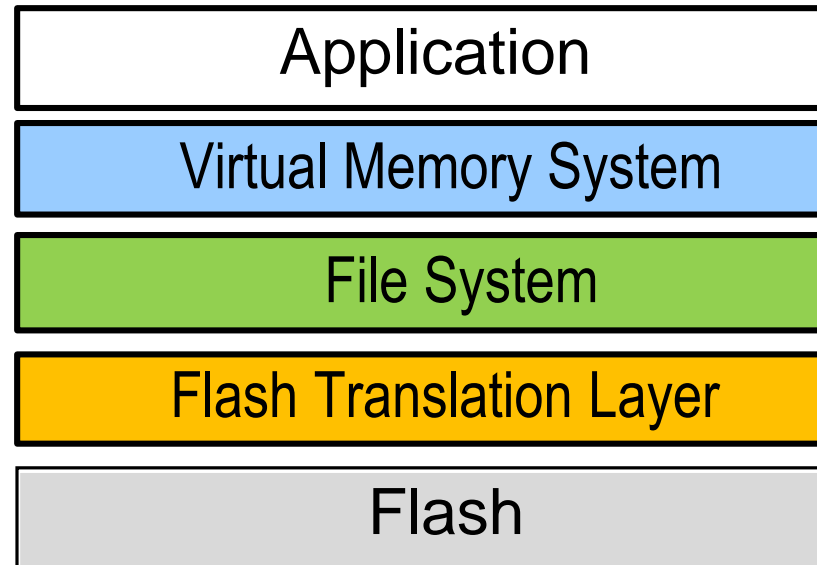 Application
Virtual Memory System
File System
Flash Translation Layer
Flash